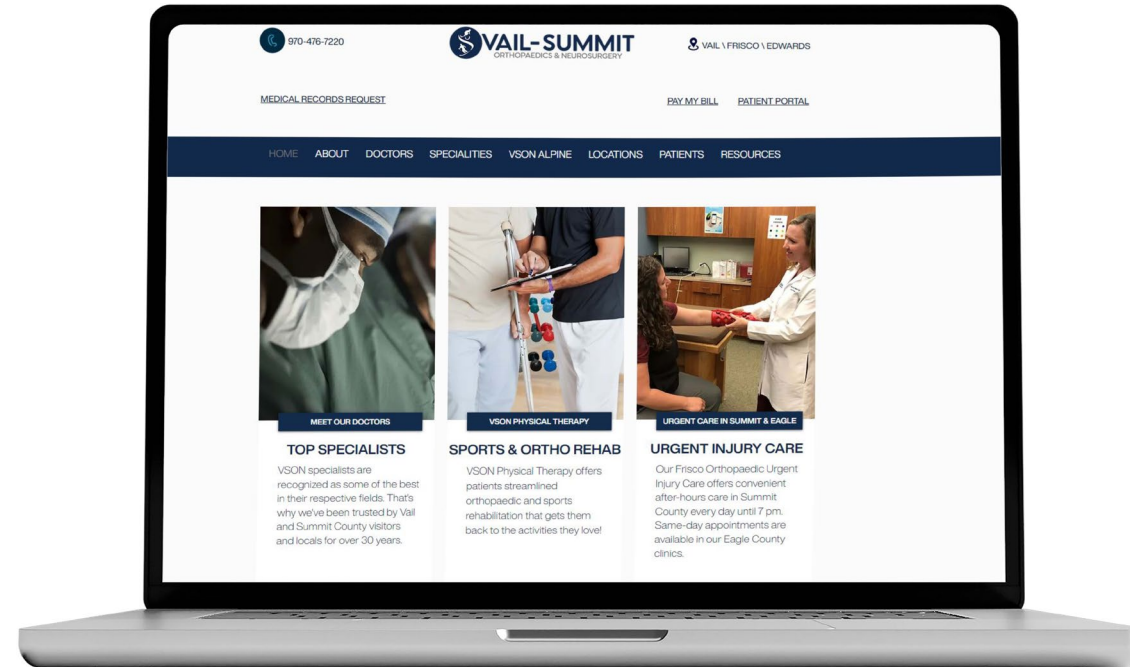 970-476-7220
VAIL-SUMMIT
ORTHOPAEDICS & NEUROSURGERY
VAIL \ FRISCO \ EDWARDS
MEDICAL RECORDS REQUEST
PAY MY BILL
PATIENT PORTAL
HOME ABOUT DOCTORS SPECIALITIES VSON ALPINE LOCATIONS PATIENTS RESOURCES
MEET OUR DOCTORS
TOP SPECIALISTS
VSON specialists are
recognized as some of the best
in their respective fields. That's
why we've been trusted by Vail
and Summit County visitors
and locals for over 30 years.
VSON PHYSICAL THERAPY
SPORTS & ORTHO REHAB
VSON Physical Therapy offers
patients streamlined
orthopaedic and sports
rehabilitation that gets them
back to the activities they love!
URGENT CARE IN SUMMIT & EAGLE
URGENT INJURY CARE
Our Frisco Orthopaedic Urgent
Injury Care offers convenient
after-hours care in Summit
County every day until 7 pm.
Same-day appointments are
available in our Eagle County
clinics.